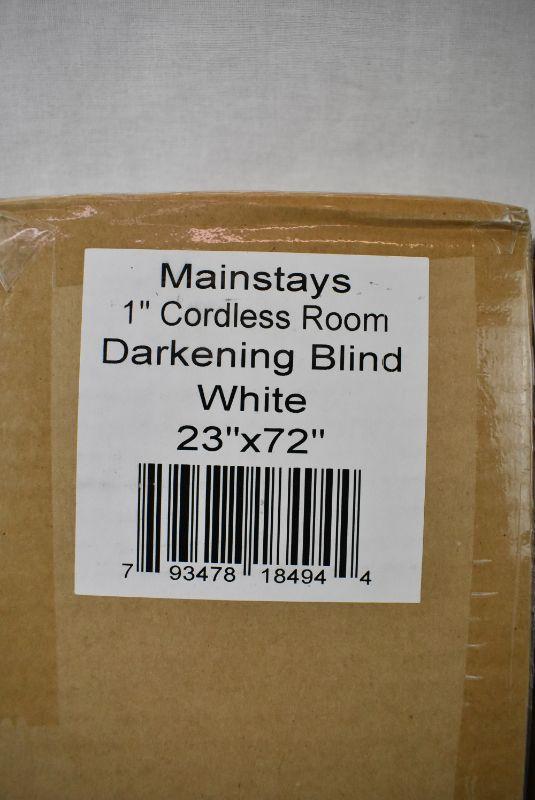 Mainstays
1" Cordless Room
Darkening Blind
White
23"x72"
7 93478 18494 4